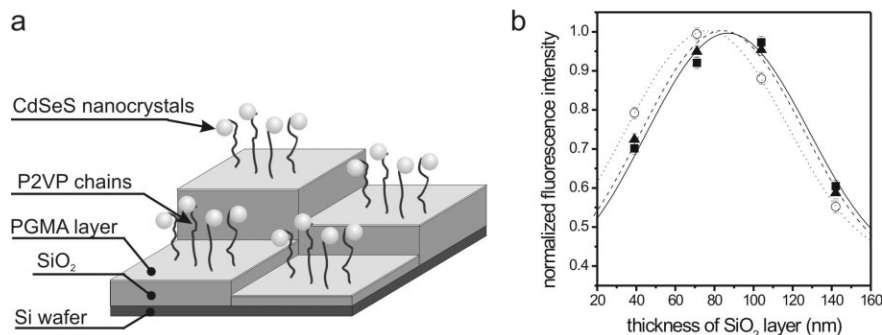 a
CdSeS nanocrystals
P2VP chains
PGMA layer
SiO₂
Si wafer
b
normalized fluorescence intensity
1.0
0.9
0.8
0.7
0.6
0.5
0.4
20 40 60 80 100 120 140 160
thickness of SiO₂ layer (nm)